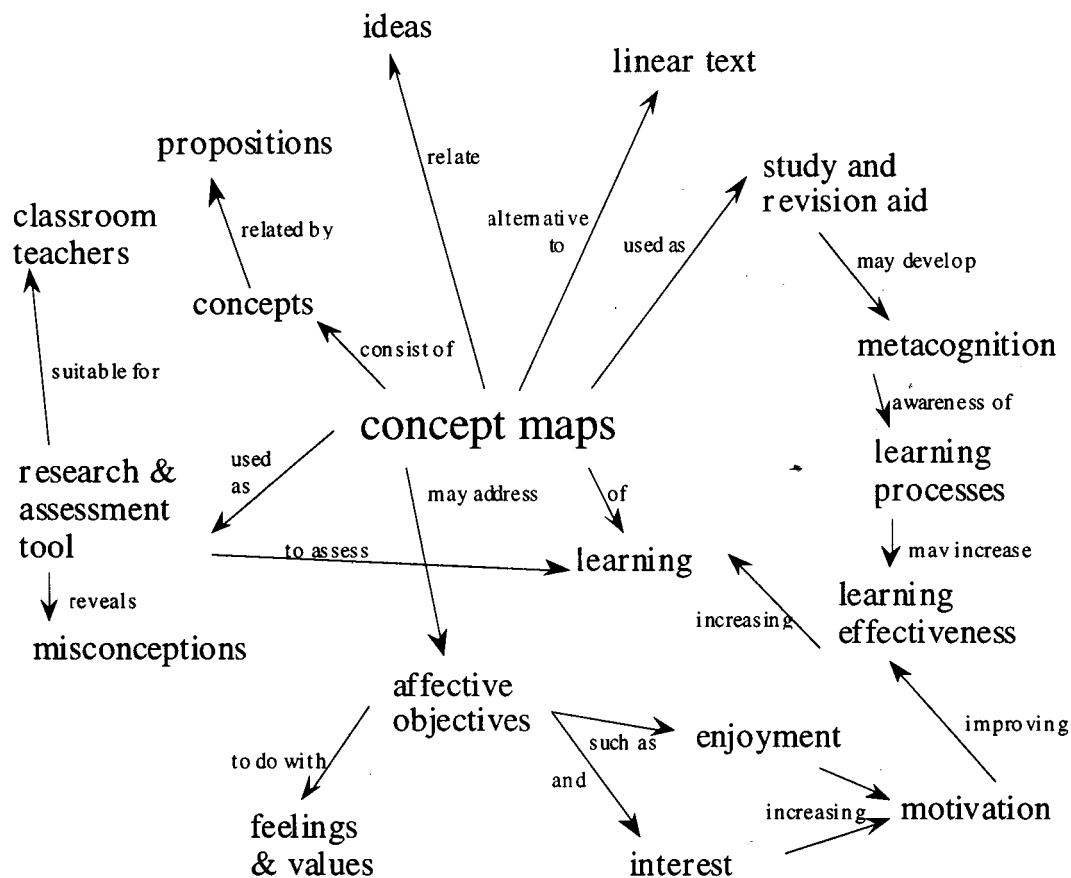 ideas
linear text
propositions
relate
study and
revision aid
classroom
teachers
related by
alternative
to
used as
may develop
concepts
consist of
metacognition
suitable for
awareness of
concept maps
learning
processes
used
as
research &
assessment
tool
may address
of
to assess
learning
mav increase
reveals
learning
effectiveness
increasing
misconceptions
affective
objectives
such as
enjoyment
improving
to do with
and
increasing
motivation
feelings
& values
interest